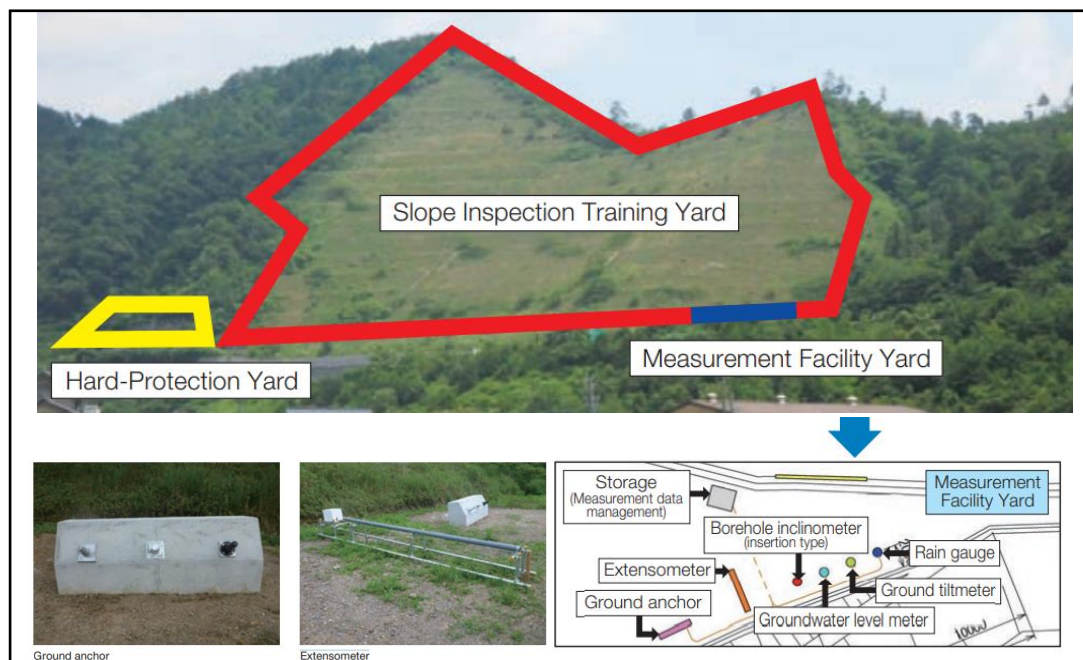 Slope Inspection Training Yard
Hard-Protection Yard
Measurement Facility Yard
Ground anchor
Extensometer
Storage
(Measurement data
management)
Measurement
Facility Yard
Borehole inclinometer
(insertion type)
Rain gauge
Extensometer
Ground tiltmeter
Ground anchor
Groundwater level meter
10000